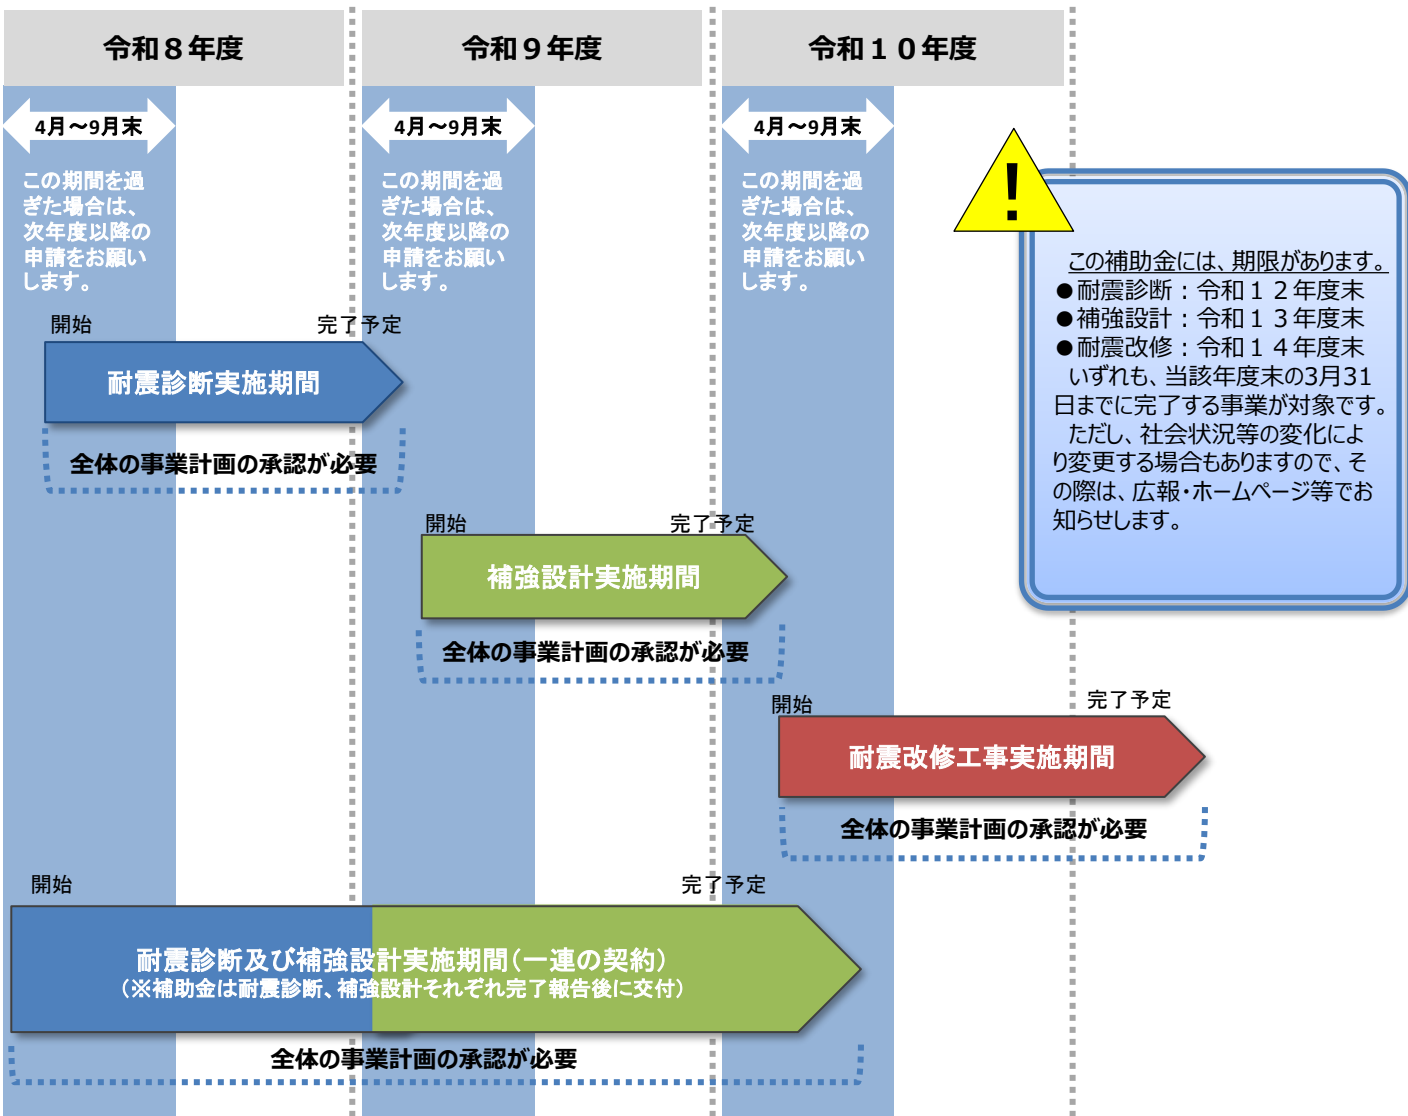 令和８年度
令和９年度
令和１０年度
4月～9月末
4月～9月末
4月～9月末
この期間を過
ぎた場合は、
次年度以降の
申請をお願い
します。
この期間を過
ぎた場合は、
次年度以降の
申請をお願い
します。
この期間を過
ぎた場合は、
次年度以降の
申請をお願い
します。
!
この補助金には、期限があります。
●耐震診断：令和１２年度末
●補強設計：令和１３年度末
●耐震改修：令和１４年度末
いずれも、当該年度末の3月31
日までに完了する事業が対象です。
ただし、社会状況等の変化によ
り変更する場合もありますので、そ
の際は、広報・ホームページ等でお
知らせします。
開始
完了予定
耐震診断実施期間
全体の事業計画の承認が必要
開始
完了予定
補強設計実施期間
全体の事業計画の承認が必要
開始
完了予定
耐震改修工事実施期間
全体の事業計画の承認が必要
開始
完了予定
耐震診断及び補強設計実施期間（一連の契約）
（※補助金は耐震診断、補強設計それぞれ完了報告後に交付）
全体の事業計画の承認が必要